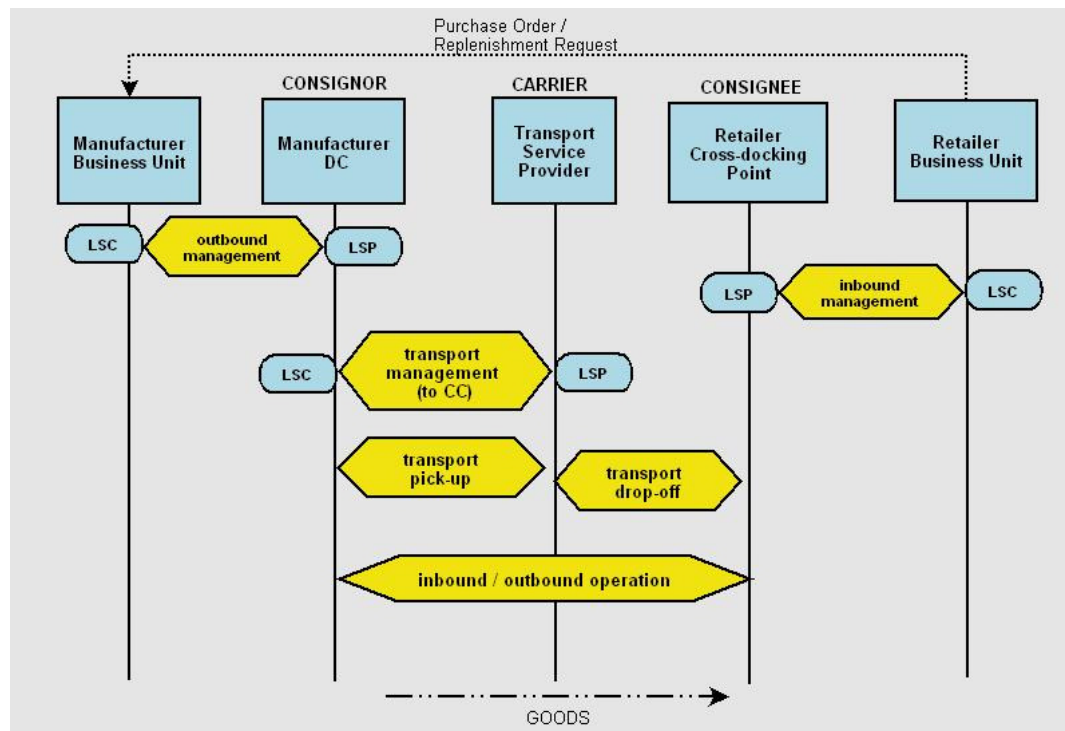 Purchase Order /
Replenishment Request
CONSIGNOR
CARRIER
CONSIGNEE
Manufacturer
Business Unit
Manufacturer
DC
Transport
Service
Provider
Retailer
Cross-docking
Point
Retailer
Business Unit
LSC
outbound
management
LSP
LSP
inbound
management
LSC
LSC
transport
management
(to CC)
LSP
transport
pick-up
transport
drop-off
inbound / outbound operation
GOODS